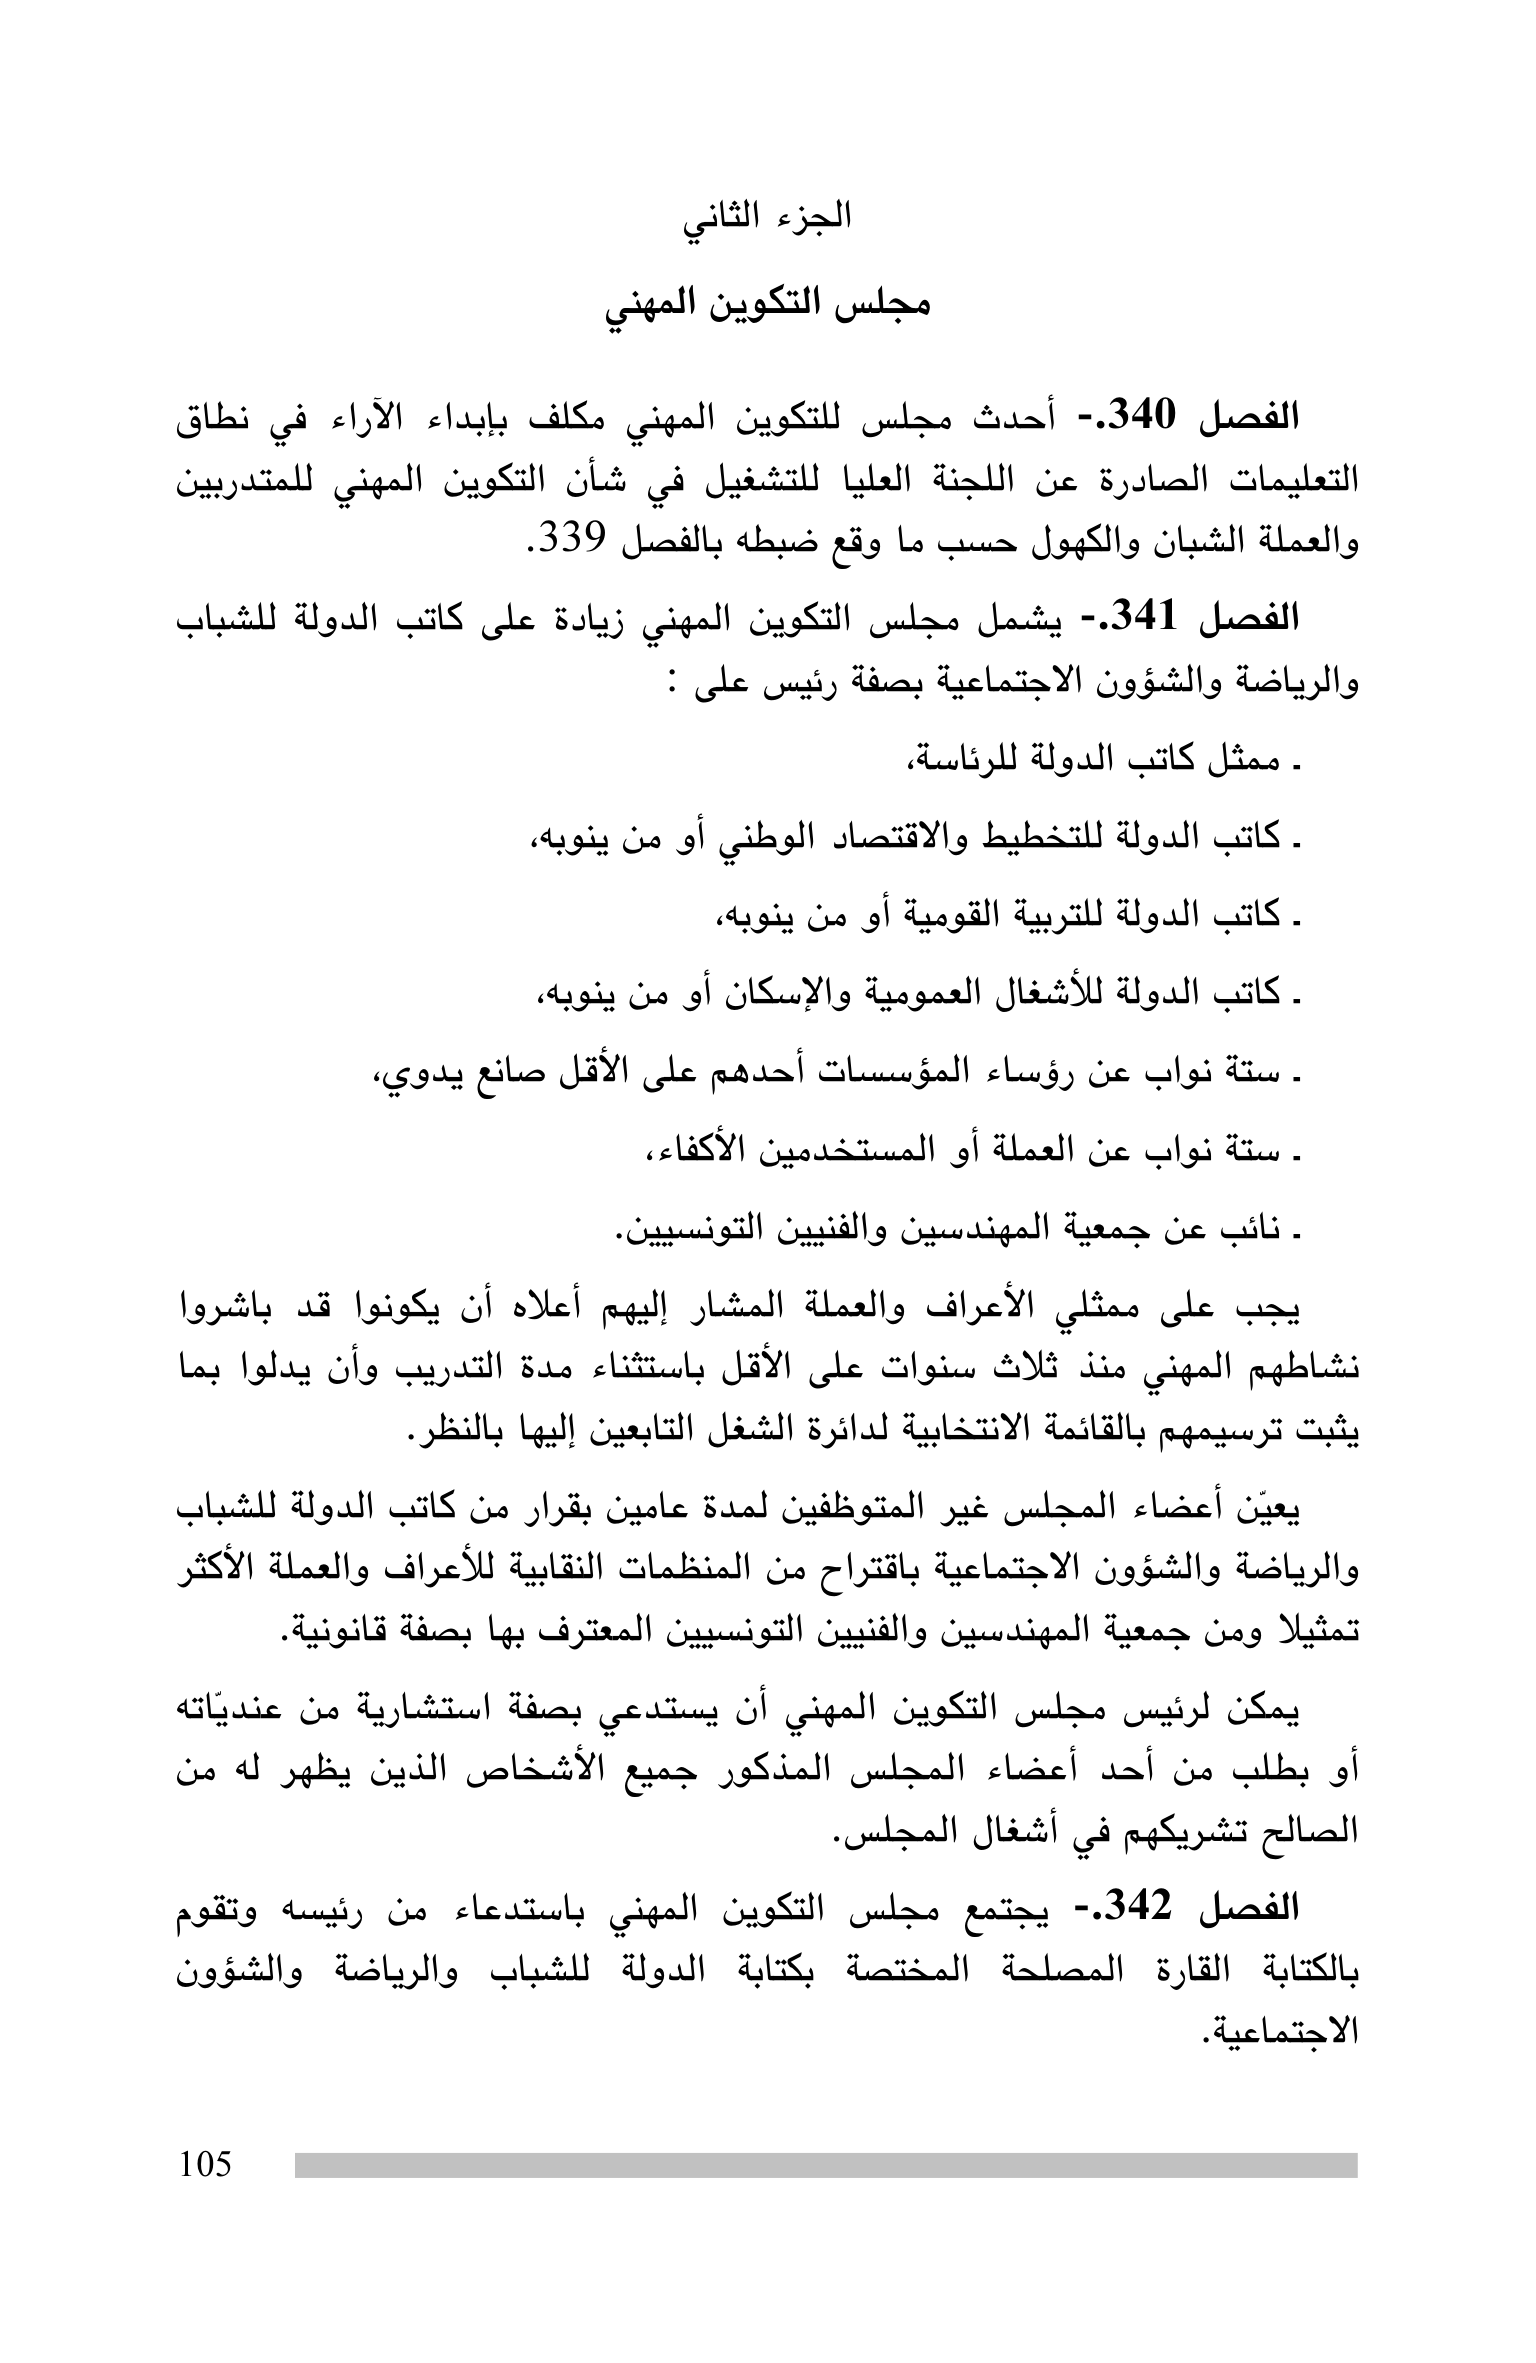 الجزء الثاني
مجلس التكوين المهني
الفصل 340.- أحدث مجلس للتكوين المهني مكلف بإبداء الآراء في نطاق
التعليمات الصادرة عن اللجنة العليا للتشغيل في شأن التكوين المهني للمتدربين
والعملة الشبان والكهول حسب ما وقع ضبطه بالفصل 339.
الفصل 341.- يشمل مجلس التكوين المهني زيادة على كاتب الدولة للشباب
والرياضة والشؤون الاجتماعية بصفة رئيس على :
ـ ممثل كاتب الدولة للرئاسة،
ـ كاتب الدولة للتخطيط والاقتصاد الوطني أو من ينوبه،
ـ كاتب الدولة للتربية القومية أو من ينوبه،
ـ كاتب الدولة للأشغال العمومية والإسكان أو من ينوبه،
ـ ستة نواب عن رؤساء المؤسسات أحدهم على الأقل صانع يدوي،
ـ ستة نواب عن العملة أو المستخدمين الأكفاء،
ـ نائب عن جمعية المهندسين والفنيين التونسيين.
يجب على ممثلي الأعراف والعملة المشار إليهم أعلاه أن يكونوا قد باشروا
نشاطهم المهني منذ ثلاث سنوات على الأقل باستثناء مدة التدريب وأن يدلوا بما
يثبت ترسيمهم بالقائمة الانتخابية لدائرة الشغل التابعين إليها بالنظر.
يعيّن أعضاء المجلس غير المتوظفين لمدة عامين بقرار من كاتب الدولة للشباب
والرياضة والشؤون الاجتماعية باقتراح من المنظمات النقابية للأعراف والعملة الأكثر
تمثيلا ومن جمعية المهندسين والفنيين التونسيين المعترف بها بصفة قانونية.
يمكن لرئيس مجلس التكوين المهني أن يستدعي بصفة استشارية من عنديّاته
أو بطلب من أحد أعضاء المجلس المذكور جميع الأشخاص الذين يظهر له من
الصالح تشريكهم في أشغال المجلس.
الفصل 342.- يجتمع مجلس التكوين المهني باستدعاء من رئيسه وتقوم
بالكتابة القارة المصلحة المختصة بكتابة الدولة للشباب والرياضة والشؤون
الاجتماعية.
105